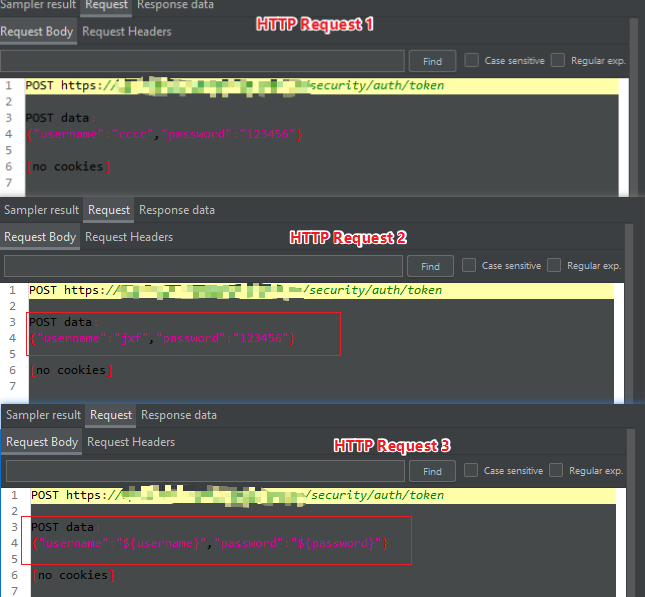 Sampler result Request Response data
HTTP Request 1
Request Body Request Headers
Find Case sensitive Regular exp.
1 POST https:// /security/auth/token
2
3 POST data
4 {"username":"cccc","password":"123456"}
5
6 [no cookies]
7
Sampler result Request Response data
HTTP Request 2
Request Body Request Headers
Find Case sensitive Regular exp.
1 POST https:// /security/auth/token
2
3 POST data
4 {"username":"jxf","password":"123456"}
5
6 [no cookies]
7
Sampler result Request Response data
HTTP Request 3
Request Body Request Headers
Find Case sensitive Regular exp.
1 POST https:// /security/auth/token
2
3 POST data
4 {"username":"${username}","password":"${password}"}
5
6 [no cookies]
7